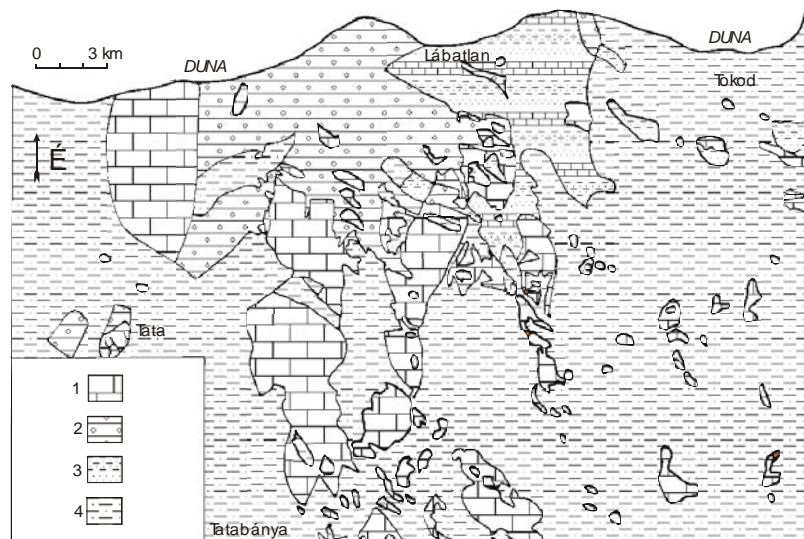 0 3 km
DUNA
Lábatlan
DUNA
Tokod
É
Tata
1
2
3
4
Tatabánya